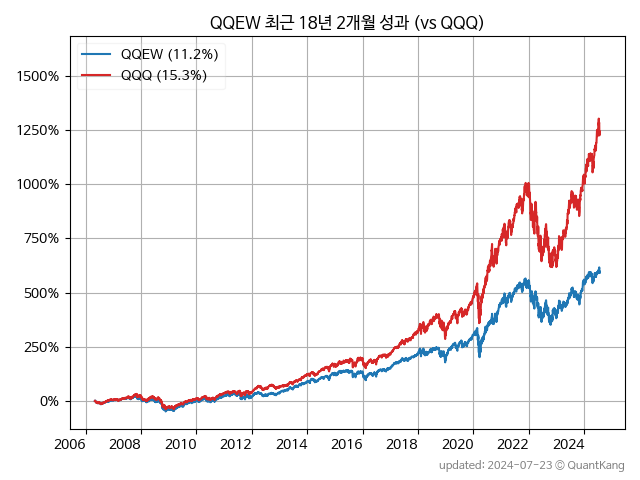 QQEW 최근 18년 2개월 성과 (vs QQQ)
QQEW (11.2%)
QQQ (15.3%)
1500%
1250%
1000%
750%
500%
250%
0%
2006 2008 2010 2012 2014 2016 2018 2020 2022 2024
updated: 2024-07-23 © QuantKang